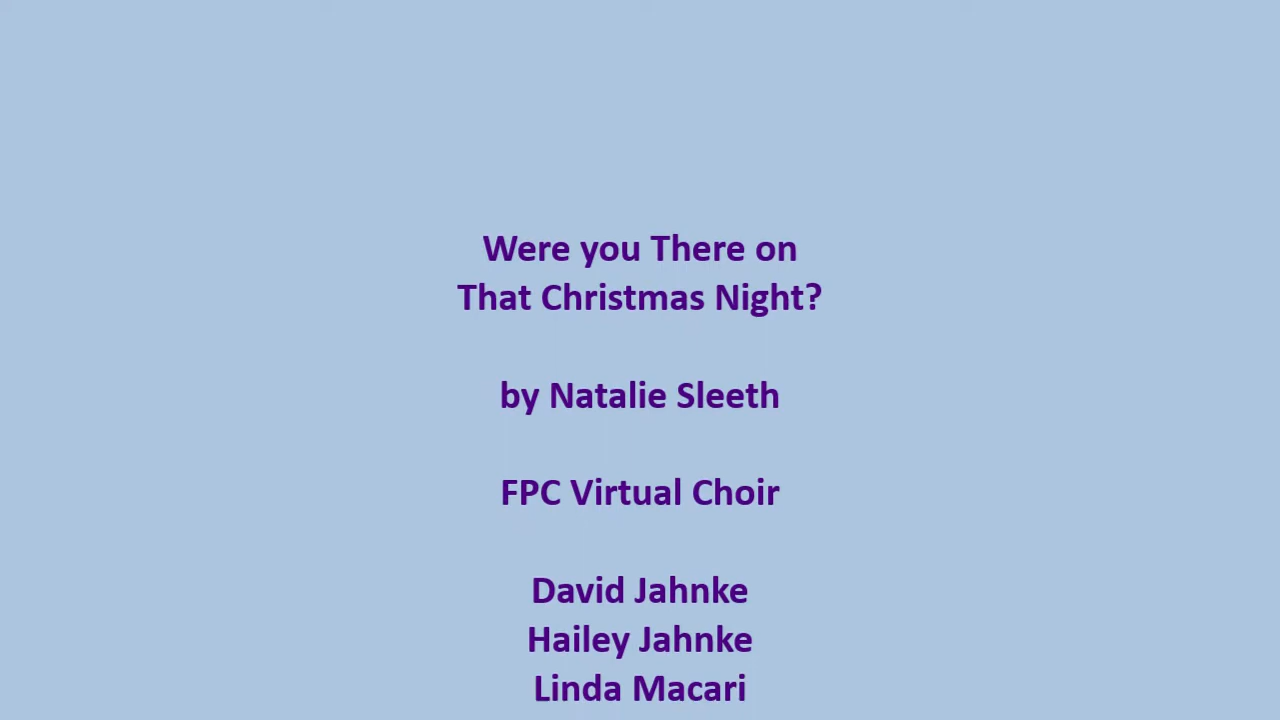 Were you There on
That Christmas Night?
by Natalie Sleeth
FPC Virtual Choir
David Jahnke
Hailey Jahnke
Linda Macari